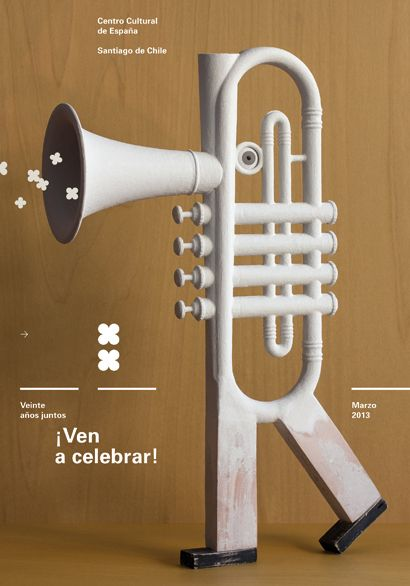 Centro Cultural
de España
Santiago de Chile
Veinte
años juntos
Marzo
2013
¡Ven
a celebrar!